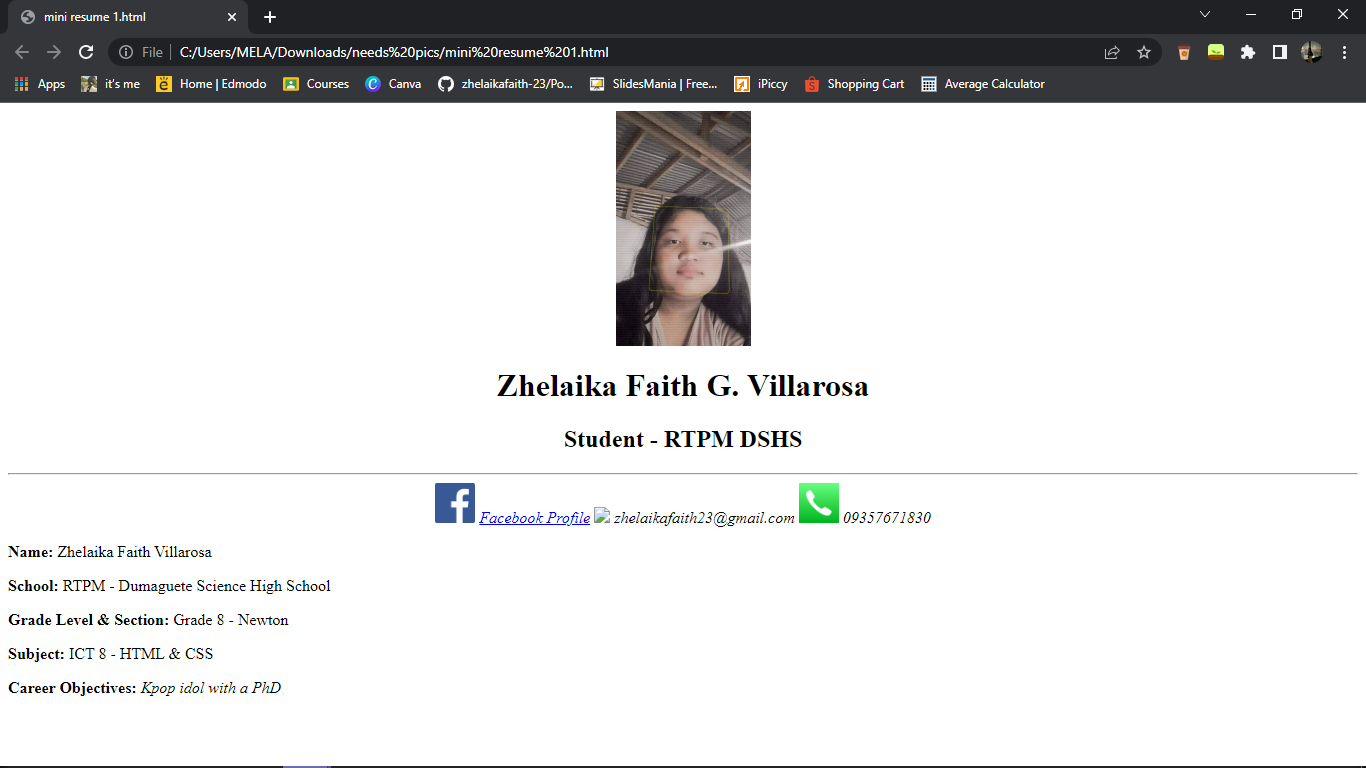 mini resume 1.html
File
C:/Users/MELA/Downloads/needs%20pics/mini%20resume%201.html
Apps it's me Home | Edmodo Courses Canva zhelaikafaith-23/Po... SlidesMania | Free... iPiccy Shopping Cart Average Calculator
Zhelaika Faith G. Villarosa
Student - RTPM DSHS
Facebook Profile zhelaikafaith23@gmail.com 09357671830
Name: Zhelaika Faith Villarosa
School: RTPM - Dumaguete Science High School
Grade Level & Section: Grade 8 - Newton
Subject: ICT 8 - HTML & CSS
Career Objectives: Kpop idol with a PhD